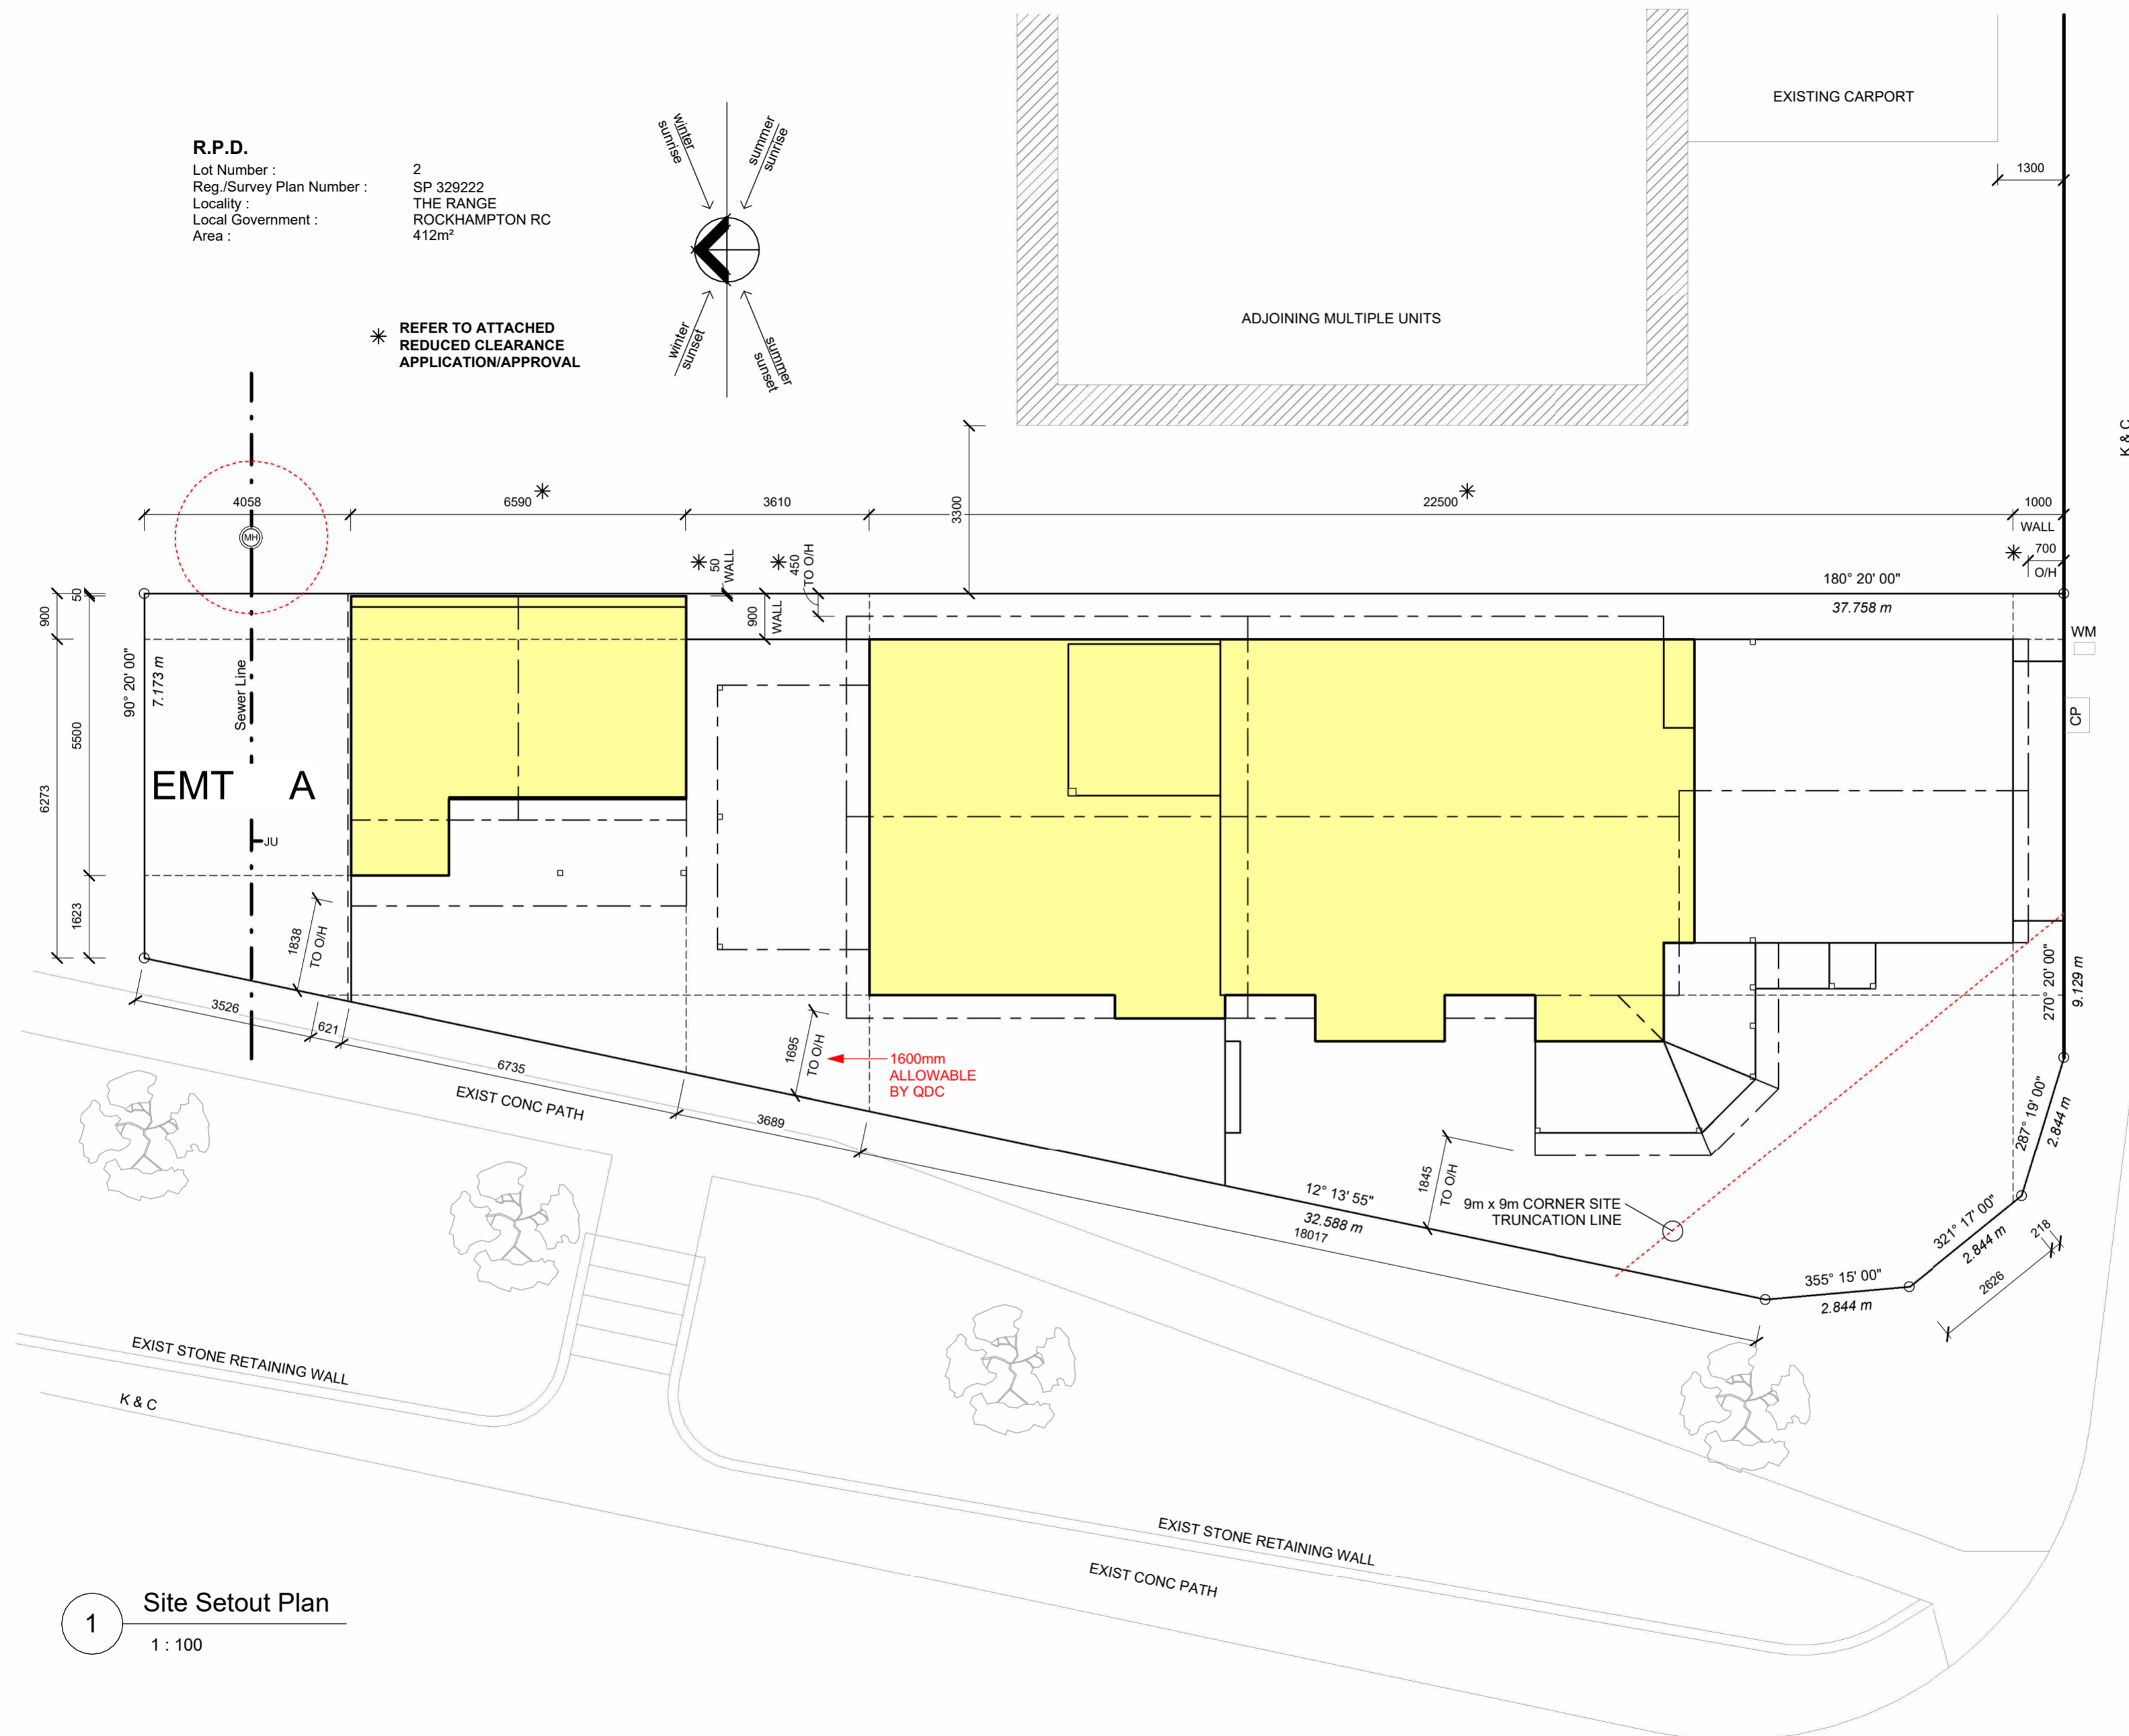 R.P.D.
Lot Number : 2
Reg./Survey Plan Number : SP 329222
Locality : THE RANGE
Local Government : ROCKHAMPTON RC
Area : 412m²
winter
sunrise
summer
sunrise
winter
sunset
summer
sunset
✳ REFER TO ATTACHED
REDUCED CLEARANCE
APPLICATION/APPROVAL
EXISTING CARPORT
1300
ADJOINING MULTIPLE UNITS
K & C
4058
6590 ✳
3610
3300
22500 ✳
1000
WALL
✳ 700
O/H
MH
✳ 50
WALL
✳ 450
TO O/H
900
WALL
180° 20' 00"
37.758 m
WM
CP
900
50
6273
5500
1623
90° 20' 00"
7.173 m
Sewer Line
EMT A
JU
1838
TO O/H
3526
621
6735
3689
18017
EXIST CONC PATH
1695
TO O/H
1600mm
ALLOWABLE
BY QDC
12° 13' 55"
32.588 m
1845
TO O/H
9m x 9m CORNER SITE
TRUNCATION LINE
270° 20' 00"
9.129 m
287° 19' 00"
2.844 m
321° 17' 00"
2.844 m
218
2626
355° 15' 00"
2.844 m
EXIST STONE RETAINING WALL
K & C
EXIST STONE RETAINING WALL
EXIST CONC PATH
1
Site Setout Plan
1 : 100